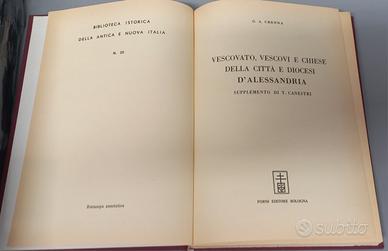 BIBLIOTECA ISTORICA
DELLA ANTICA E NUOVA ITALIA
N. 20
Ristampa anastatica
G. A. CHENNA
VESCOVATO, VESCOVI E CHIESE
DELLA CITTÀ E DIOCESI
D'ALESSANDRIA
SUPPLEMENTO DI T. CANESTRI
FORNI EDITORE BOLOGNA
subito